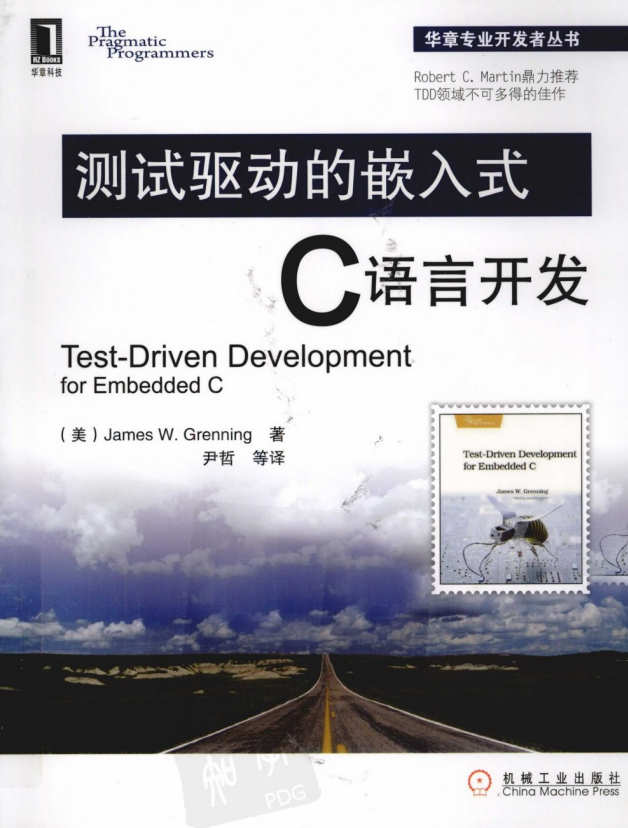 The
Pragmatic
Programmers
HZ BOOKS
华章科技
华章专业开发者丛书
Robert C. Martin鼎力推荐
TDD领域不可多得的佳作
测试驱动的嵌入式
C语言开发
Test-Driven Development
for Embedded C
（美）James W. Grenning 著
尹哲 等译
Test-Driven Development
for Embedded C
James W. Grenning
PDG
机械工业出版社
China Machine Press